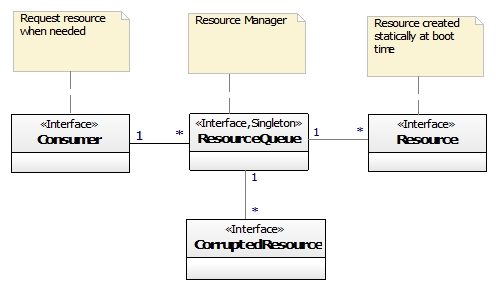 Request resource
when needed
Resource Manager
Resource created
statically at boot
time
«Interface»
Consumer
1
*
«Interface,Singleton»
ResourceQueue
1
*
«Interface»
Resource
1
*
«Interface»
CorruptedResource